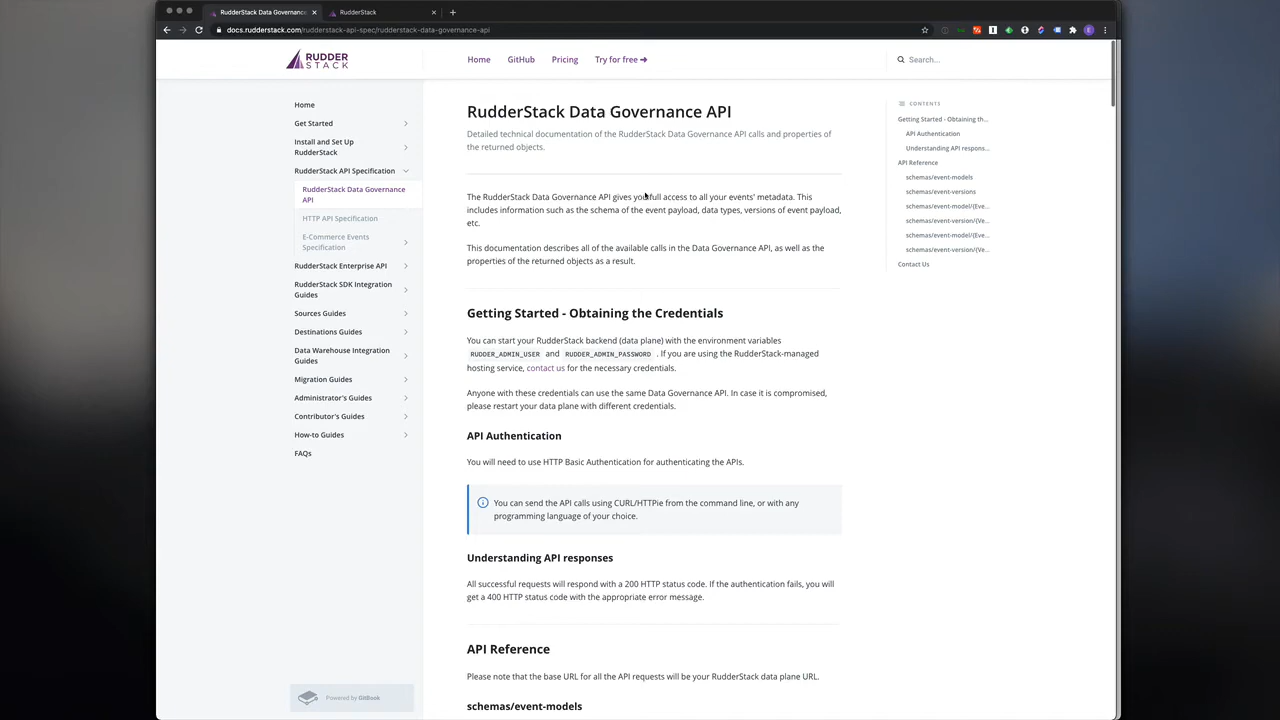 RudderStack Data Governance
RudderStack
docs.rudderstack.com/rudderstack-api-spec/rudderstack-data-governance-api
RUDDER
STACK
Home
GitHub
Pricing
Try for free
Search...
Home
Get Started
Install and Set Up
RudderStack
RudderStack API Specification
RudderStack Data Governance
API
HTTP API Specification
E-Commerce Events
Specification
RudderStack Enterprise API
RudderStack SDK Integration
Guides
Sources Guides
Destinations Guides
Data Warehouse Integration
Guides
Migration Guides
Administrator's Guides
Contributor's Guides
How-to Guides
FAQs
Powered by GitBook
RudderStack Data Governance API
Detailed technical documentation of the RudderStack Data Governance API calls and properties of
the returned objects.
The RudderStack Data Governance API gives you full access to all your events' metadata. This
includes information such as the schema of the event payload, data types, versions of event payload,
etc.
This documentation describes all of the available calls in the Data Governance API, as well as the
properties of the returned objects as a result.
Getting Started - Obtaining the Credentials
You can start your RudderStack backend (data plane) with the environment variables
RUDDER_ADMIN_USER and RUDDER_ADMIN_PASSWORD . If you are using the RudderStack-managed
hosting service, contact us for the necessary credentials.
Anyone with these credentials can use the same Data Governance API. In case it is compromised,
please restart your data plane with different credentials.
API Authentication
You will need to use HTTP Basic Authentication for authenticating the APIs.
You can send the API calls using CURL/HTTPie from the command line, or with any
programming language of your choice.
Understanding API responses
All successful requests will respond with a 200 HTTP status code. If the authentication fails, you will
get a 400 HTTP status code with the appropriate error message.
API Reference
Please note that the base URL for all the API requests will be your RudderStack data plane URL.
schemas/event-models
CONTENTS
Getting Started - Obtaining th...
API Authentication
Understanding API respons...
API Reference
schemas/event-models
schemas/event-versions
schemas/event-model/{Eve...
schemas/event-version/{Ve...
schemas/event-model/{Eve...
schemas/event-version/{Ve...
Contact Us